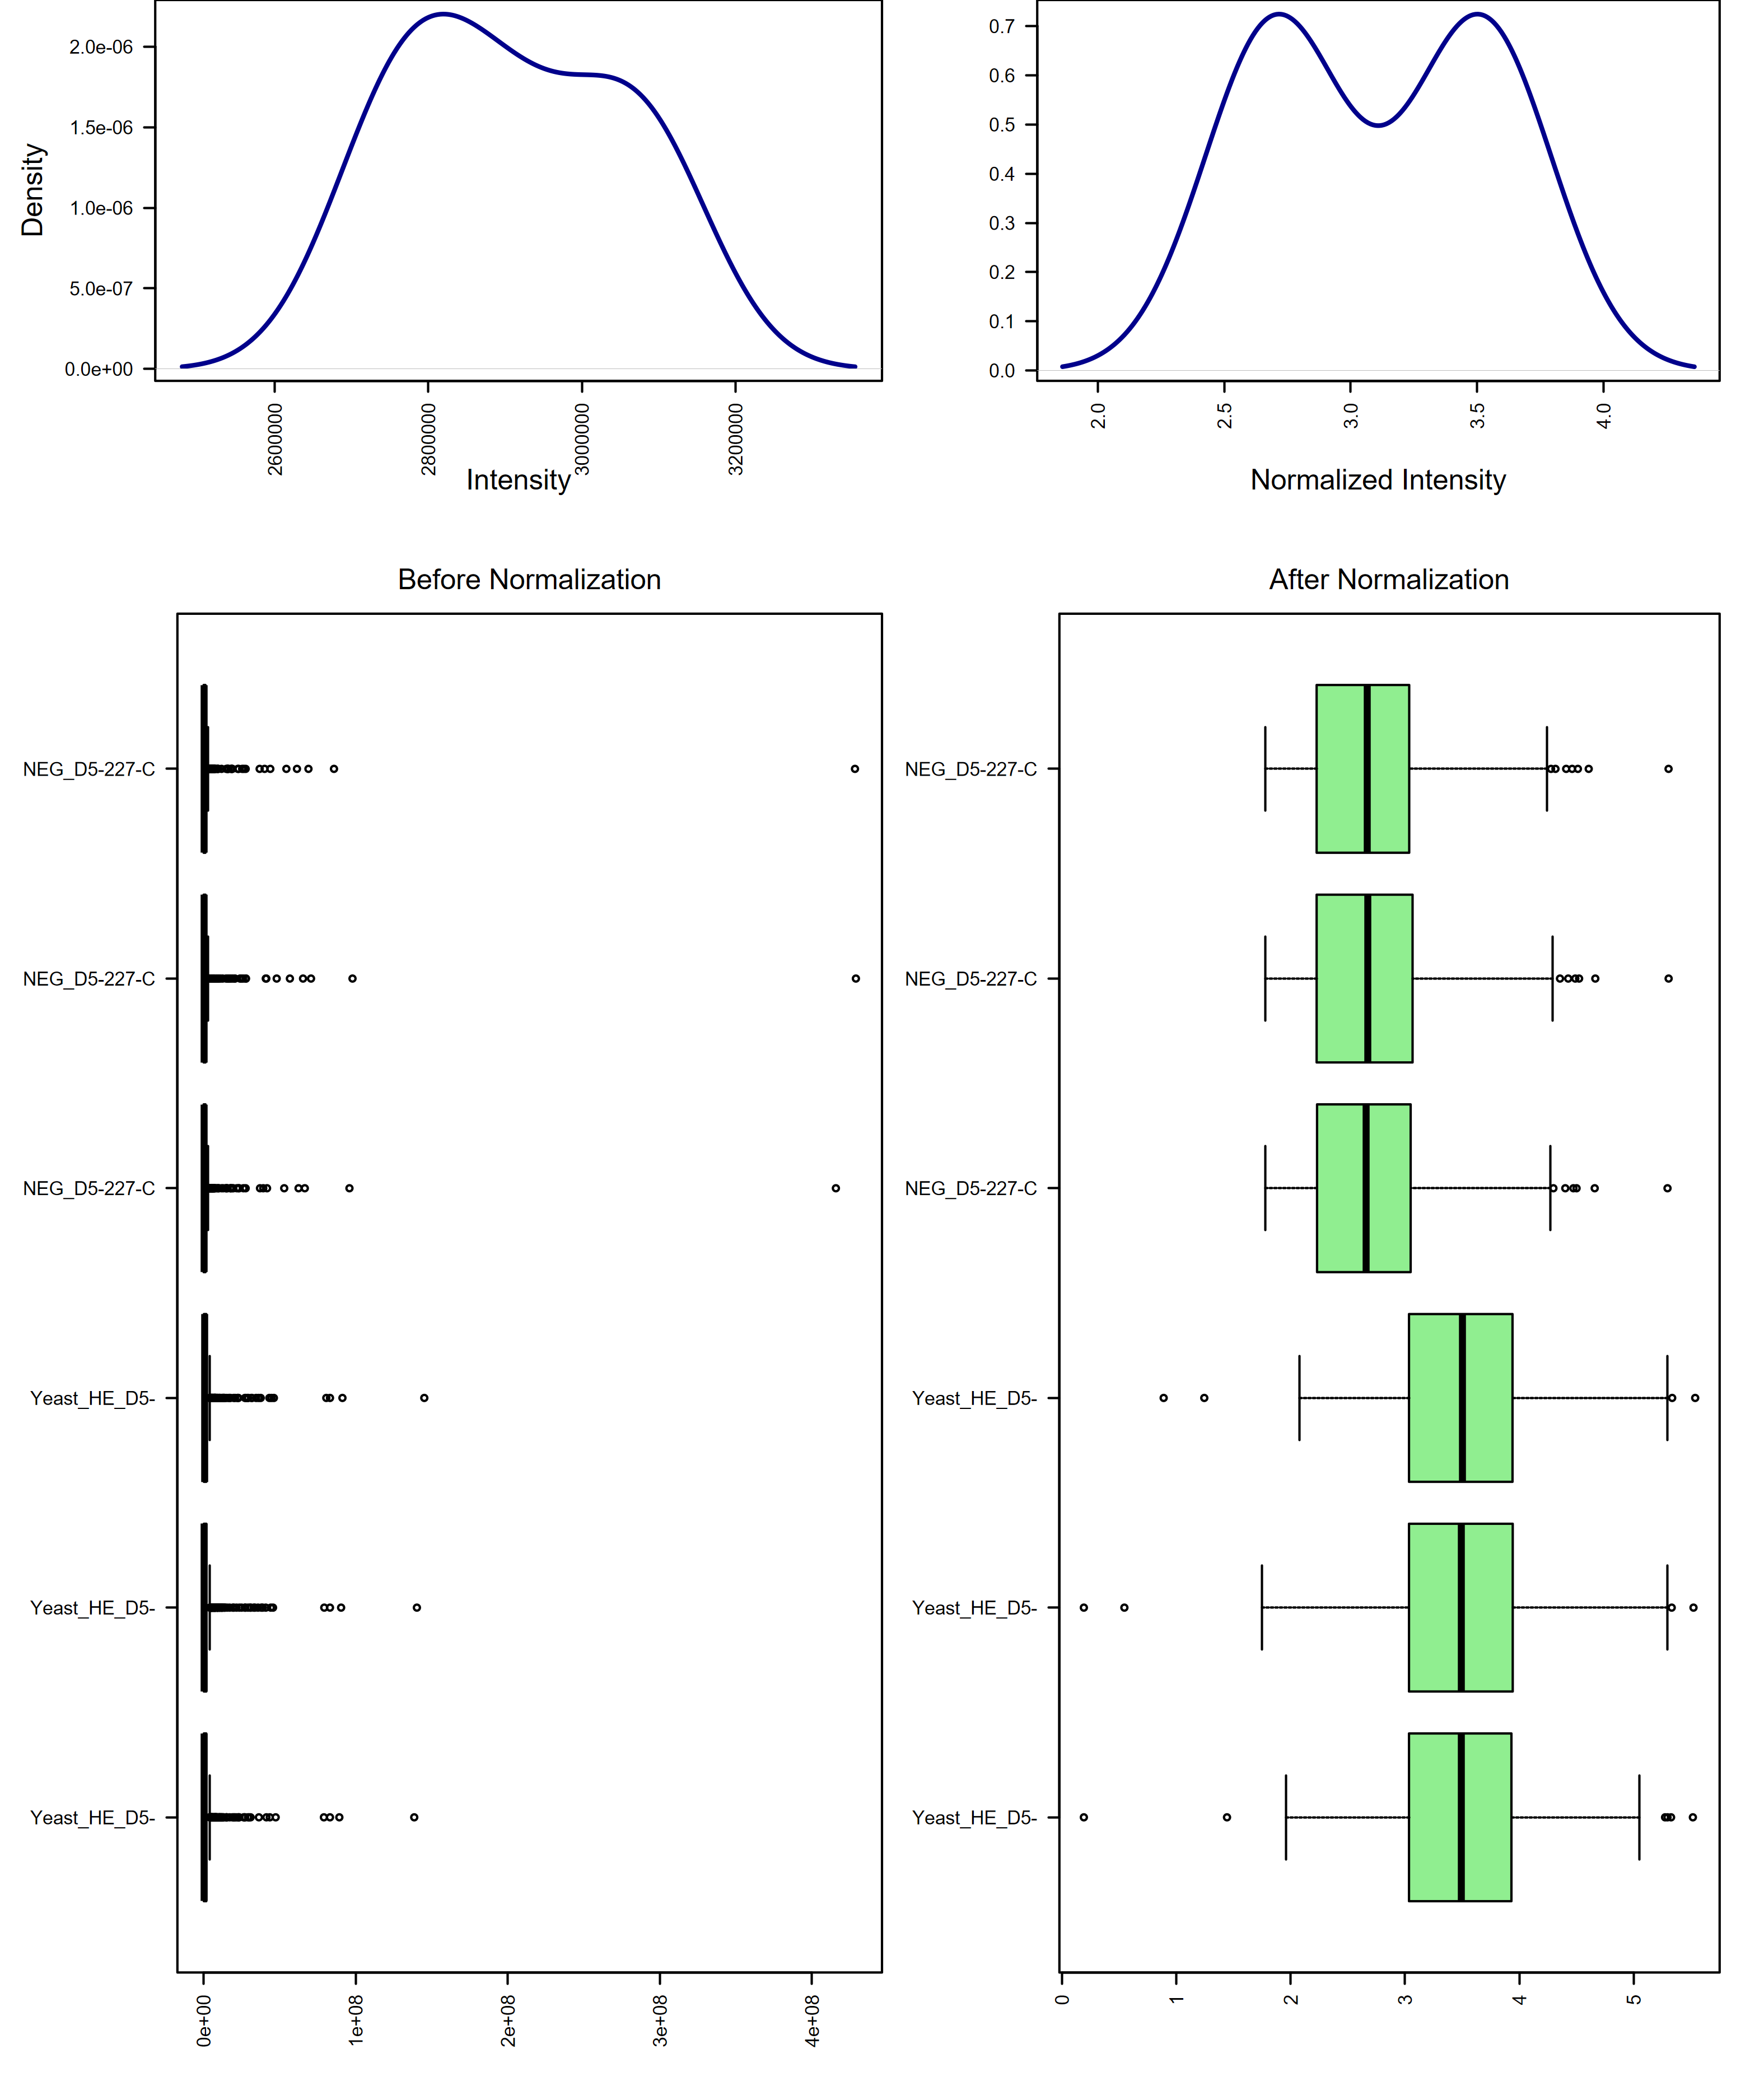 Density
2.0e-06
1.5e-06
1.0e-06
5.0e-07
0.0e+00
2600000
2800000
3000000
3200000
Intensity
0.7
0.6
0.5
0.4
0.3
0.2
0.1
0.0
2.0
2.5
3.0
3.5
4.0
Normalized Intensity
Before Normalization
NEG_D5-227-C
NEG_D5-227-C
NEG_D5-227-C
Yeast_HE_D5-
Yeast_HE_D5-
Yeast_HE_D5-
0e+00
1e+08
2e+08
3e+08
4e+08
After Normalization
NEG_D5-227-C
NEG_D5-227-C
NEG_D5-227-C
Yeast_HE_D5-
Yeast_HE_D5-
Yeast_HE_D5-
0
1
2
3
4
5